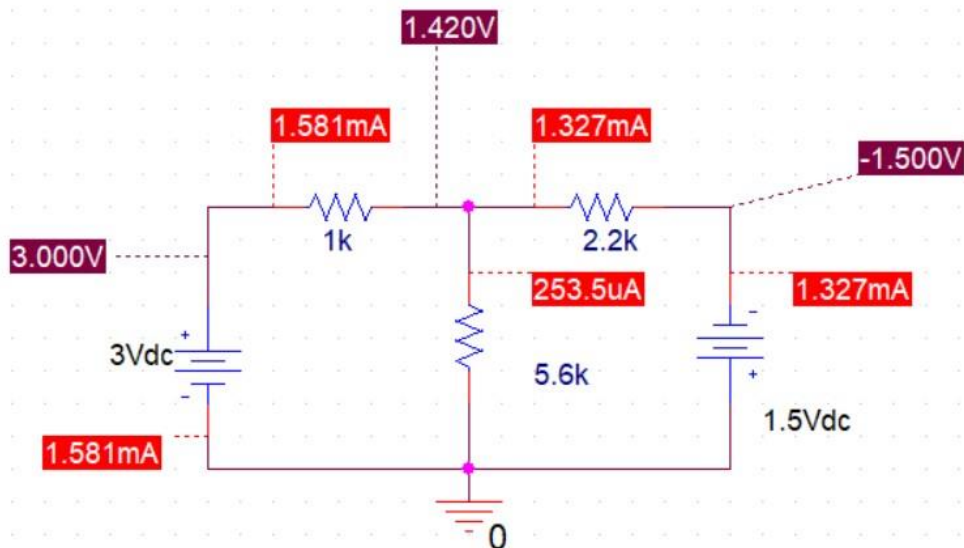 1.420V
1.581mA
1.327mA
-1.500V
1k
2.2k
3.000V
253.5uA
1.327mA
+
-
3Vdc
-
+
5.6k
1.5Vdc
1.581mA
0